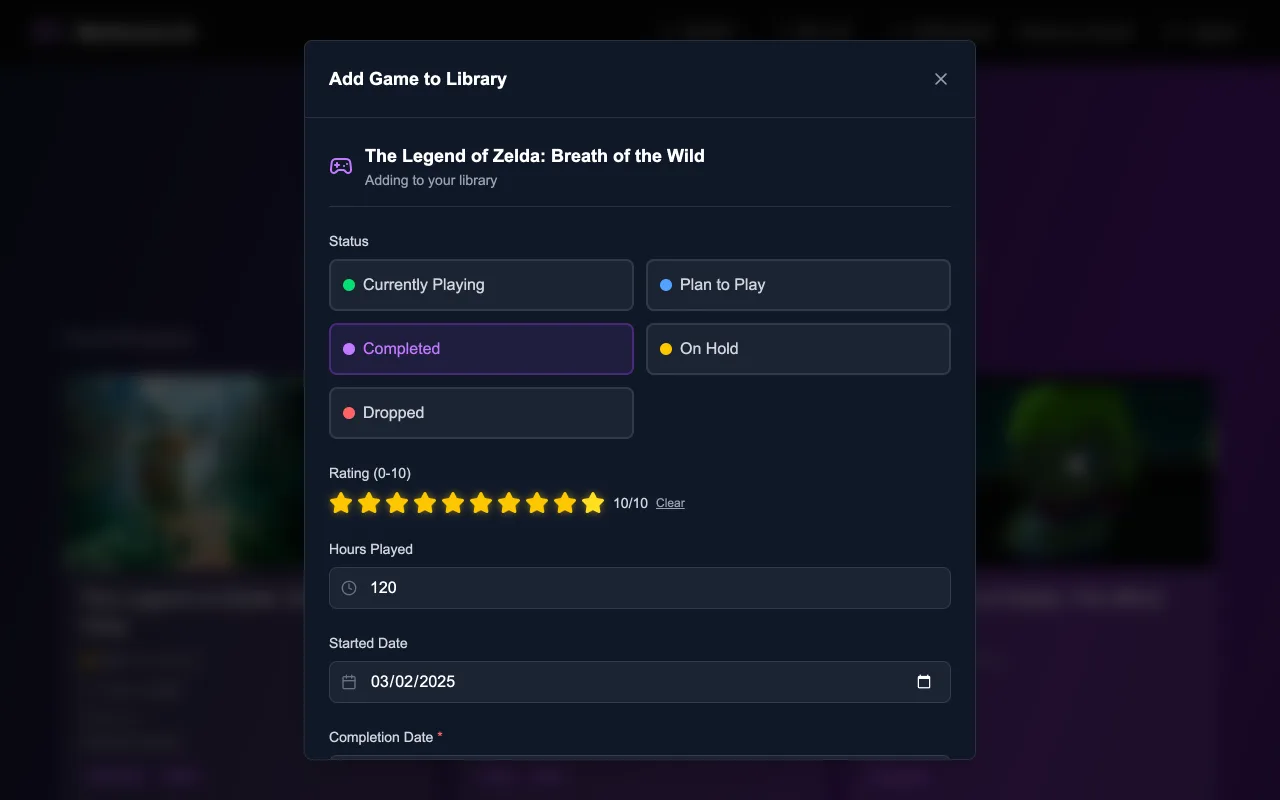 Add Game to Library
The Legend of Zelda: Breath of the Wild
Adding to your library
Status
Currently Playing
Plan to Play
Completed
On Hold
Dropped
Rating (0-10)
10/10 Clear
Hours Played
120
Started Date
03/02/2025
Completion Date *